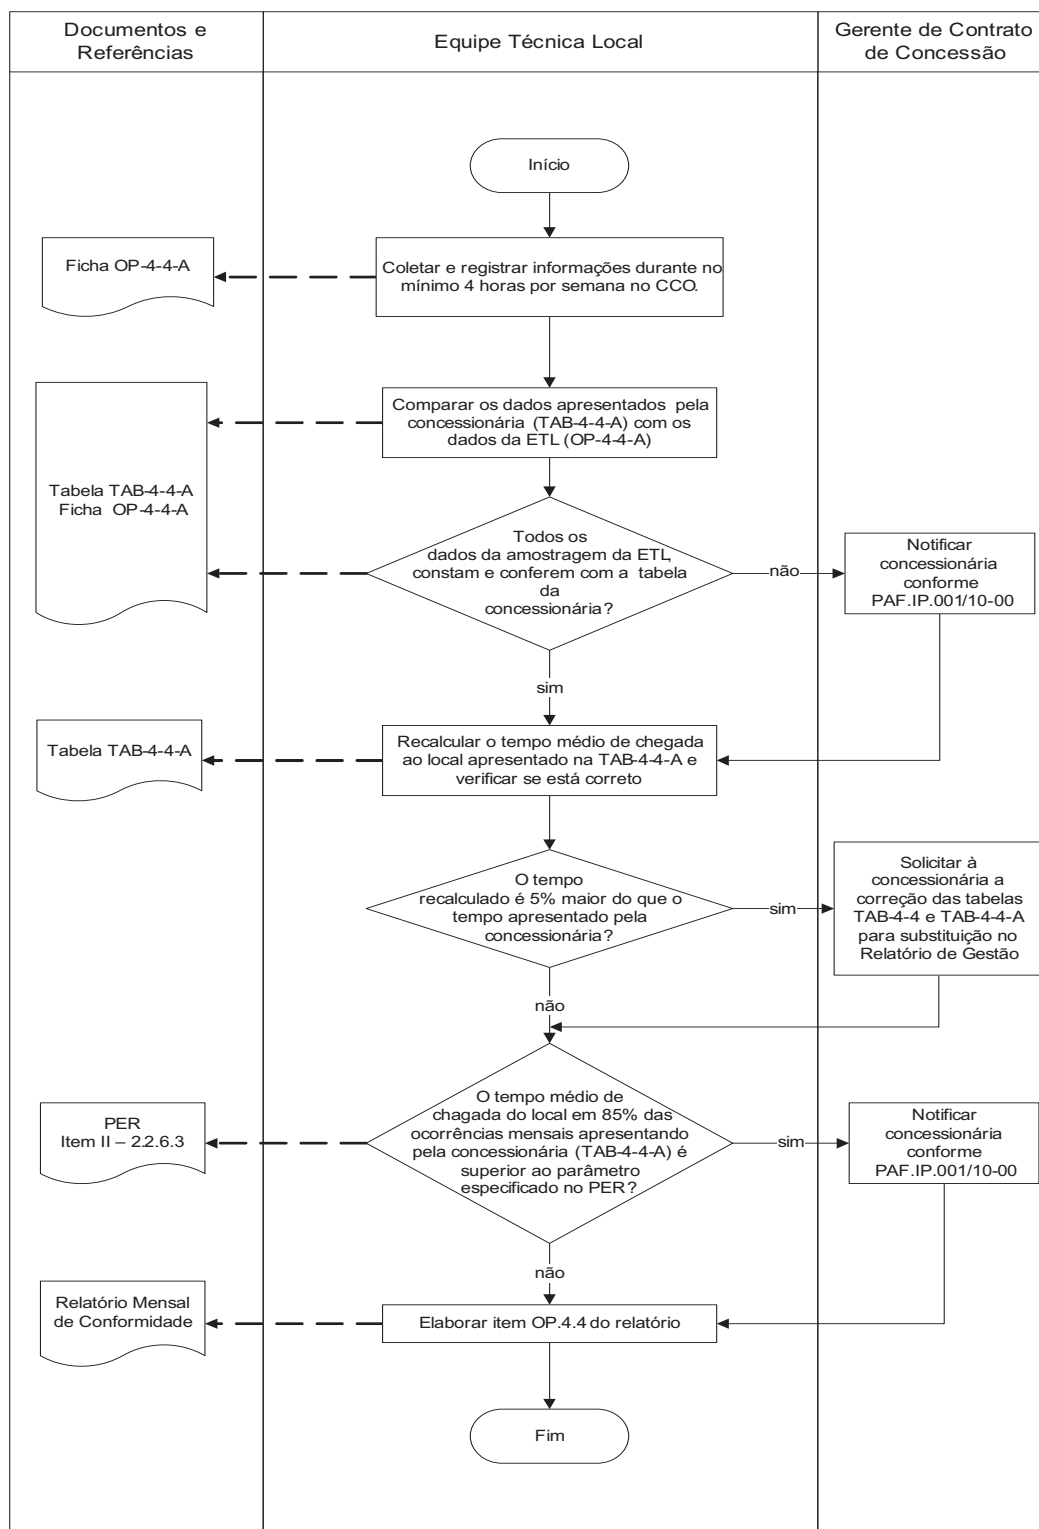 Documentos e
Referências
Equipe Técnica Local
Gerente de Contrato
de Concessão
Início
Ficha OP-4-4-A
Coletar e registrar informações durante no
mínimo 4 horas por semana no CCO.
Comparar os dados apresentados pela
concessionária (TAB-4-4-A) com os
dados da ETL (OP-4-4-A)
Tabela TAB-4-4-A
Ficha OP-4-4-A
Todos os
dados da amostragem da ETL,
constam e conferem com a tabela
da
concessionária?
não
Notificar
concessionária
conforme
PAF.IP.001/10-00
sim
Tabela TAB-4-4-A
Recalcular o tempo médio de chegada
ao local apresentado na TAB-4-4-A e
verificar se está correto
O tempo
recalculado é 5% maior do que o
tempo apresentado pela
concessionária?
sim
Solicitar à
concessionária a
correção das tabelas
TAB-4-4 e TAB-4-4-A
para substituição no
Relatório de Gestão
não
PER
Item II – 2.2.6.3
O tempo médio de
chagada do local em 85% das
ocorrências mensais apresentando
pela concessionária (TAB-4-4-A) é
superior ao parâmetro
especificado no PER?
sim
Notificar
concessionária
conforme
PAF.IP.001/10-00
não
Relatório Mensal
de Conformidade
Elaborar item OP.4.4 do relatório
Fim